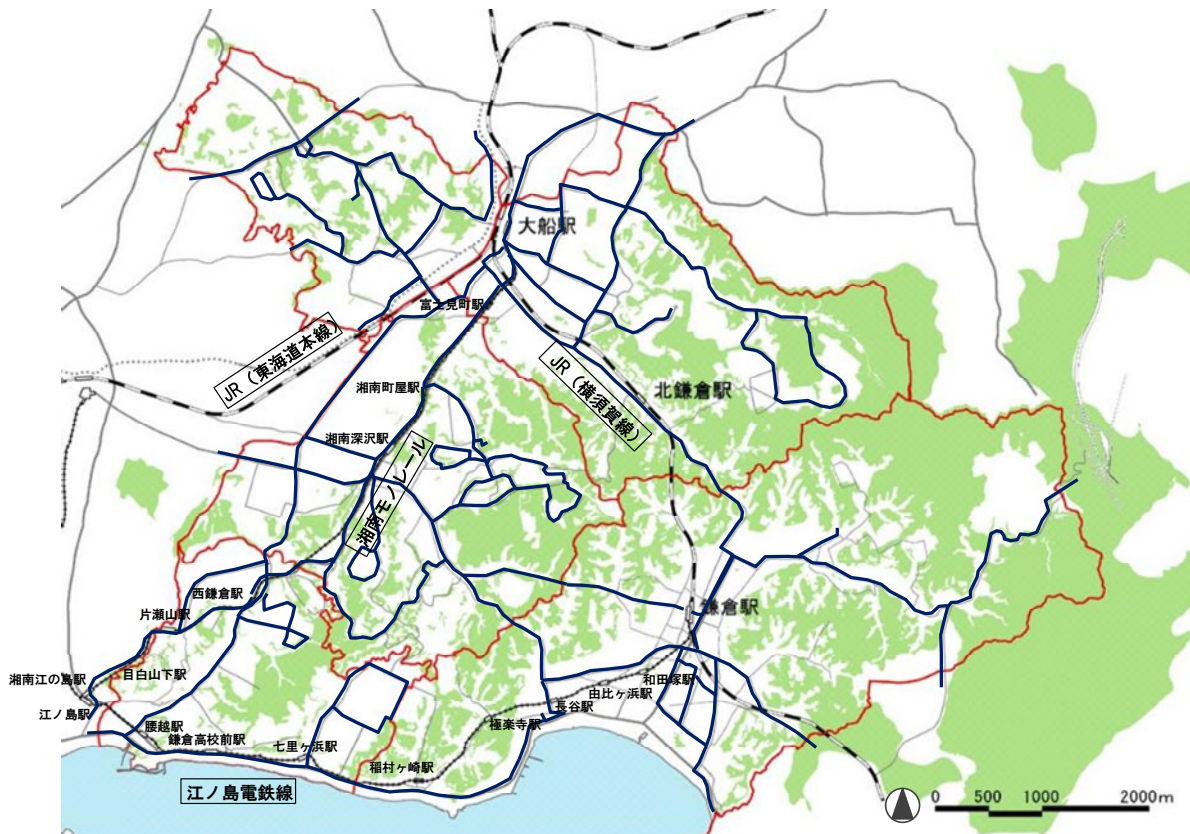 大船駅
富士見町駅
JR（東海道本線）
湘南町屋駅
JR（横須賀線）
北鎌倉駅
湘南深沢駅
湘南モノレール
西鎌倉駅
鎌倉駅
片瀬山駅
目白山下駅
湘南江の島駅
和田塚駅
由比ヶ浜駅
長谷駅
江ノ島駅
腰越駅
極楽寺駅
鎌倉高校前駅
七里ヶ浜駅
稲村ヶ崎駅
江ノ島電鉄線
0 500 1000 2000m